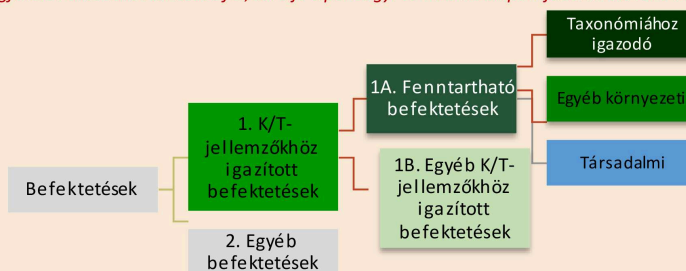 Taxonómiához
igazodó
1A. Fenntartható
befektetések
Egyéb környezeti
1. K/T-
jellemzőkhöz
igazított
befektetések
Társadalmi
1B. Egyéb K/T-
jellemzőkhöz
igazított
befektetések
Befektetések
2. Egyéb
befektetések